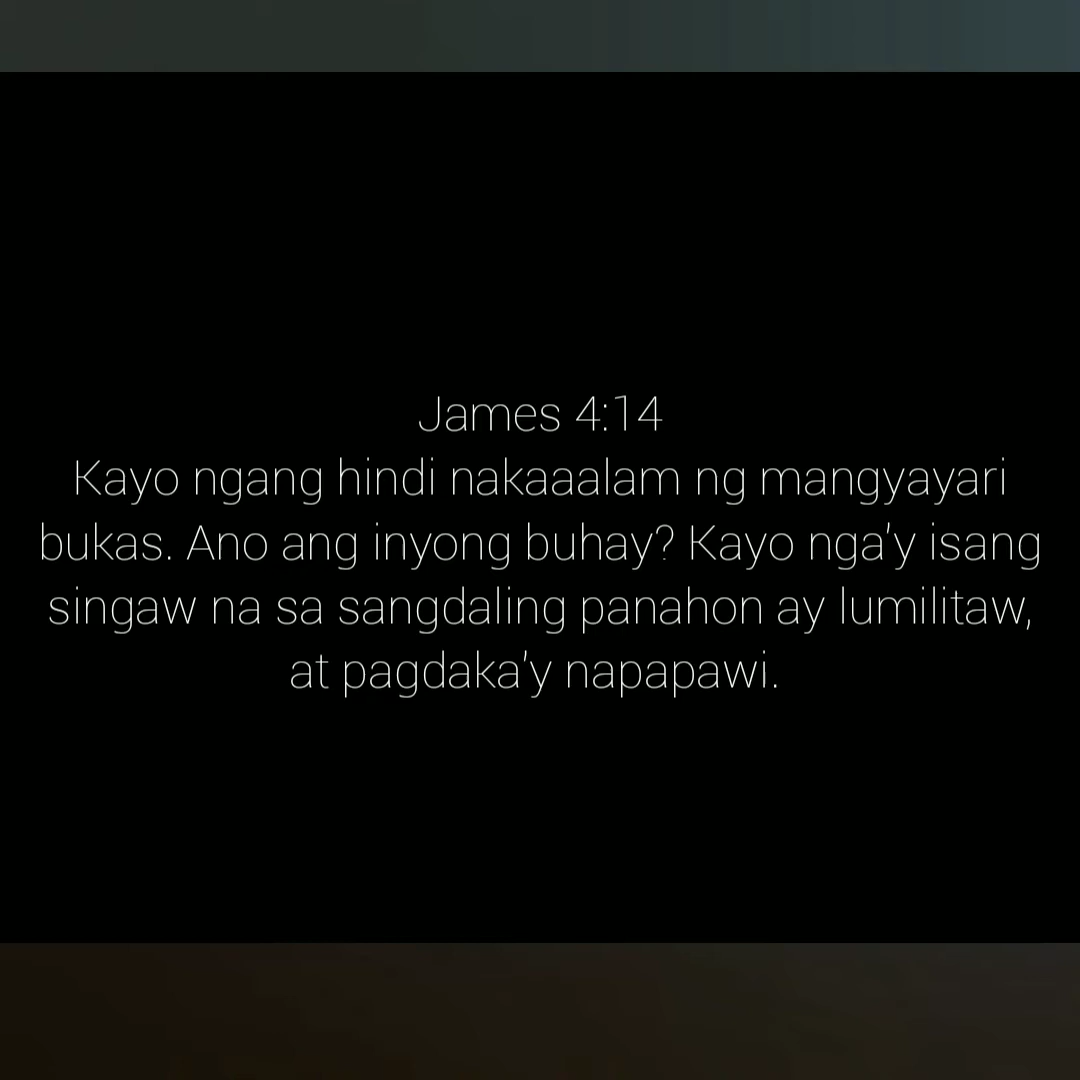 James 4:14
Kayo ngang hindi nakaaalam ng mangyayari
bukas. Ano ang inyong buhay? Kayo nga'y isang
singaw na sa sangdaling panahon ay lumilitaw,
at pagdaka'y napapawi.